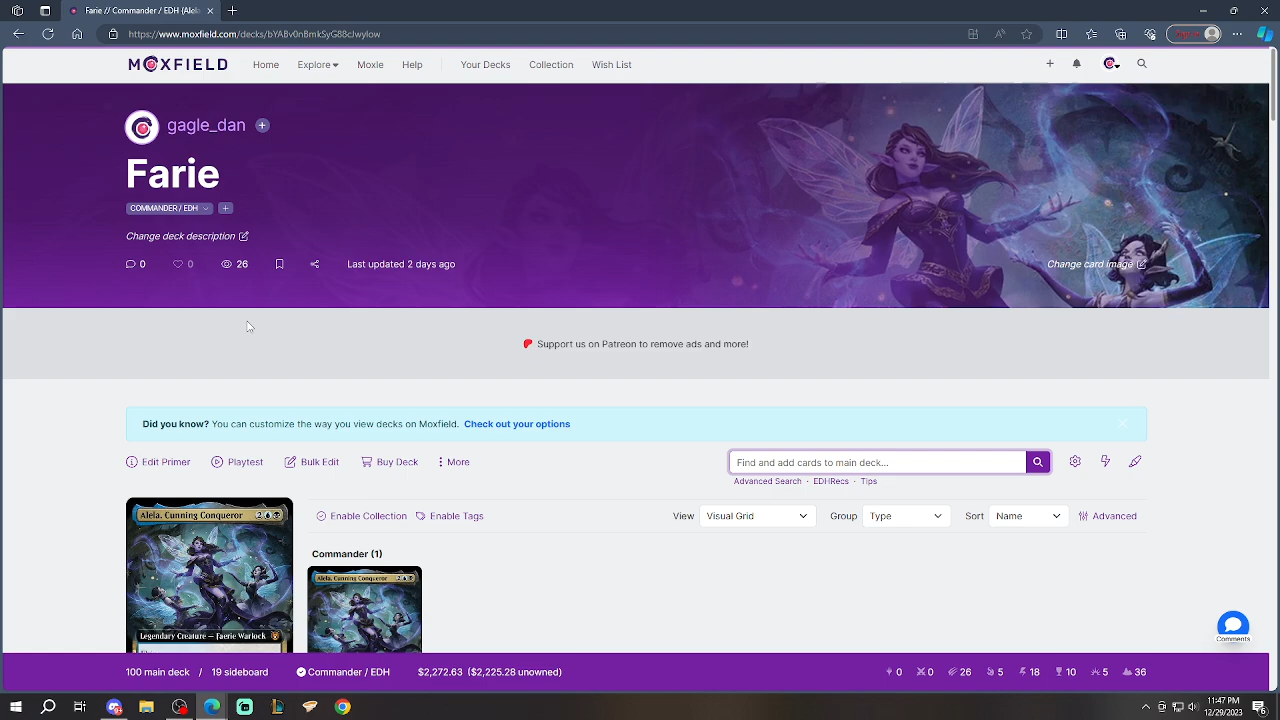 Farie // Commander / EDH (Alela
https://www.moxfield.com/decks/bYABv0nBmkSyG88cJwylow
MOXFIELD Home Explore Moxie Help Your Decks Collection Wish List
gagle_dan
Farie
COMMANDER / EDH
Change deck description
0 0 26 Last updated 2 days ago Change card image
Support us on Patreon to remove ads and more!
Did you know? You can customize the way you view decks on Moxfield. Check out your options
Edit Primer Playtest Bulk Edit Buy Deck More Find and add cards to main deck...
Advanced Search · EDHRecs · Tips
Enable Collection Enable Tags View Visual Grid Group Type Sort Name Advanced
Alela, Cunning Conqueror 2
Commander (1)
Alela, Cunning Conqueror 2
Legendary Creature — Faerie Warlock
Comments
100 main deck / 19 sideboard Commander / EDH $2,272.63 ($2,225.28 unowned) 0 0 26 5 18 10 5 36
11:47 PM
12/29/2023
6